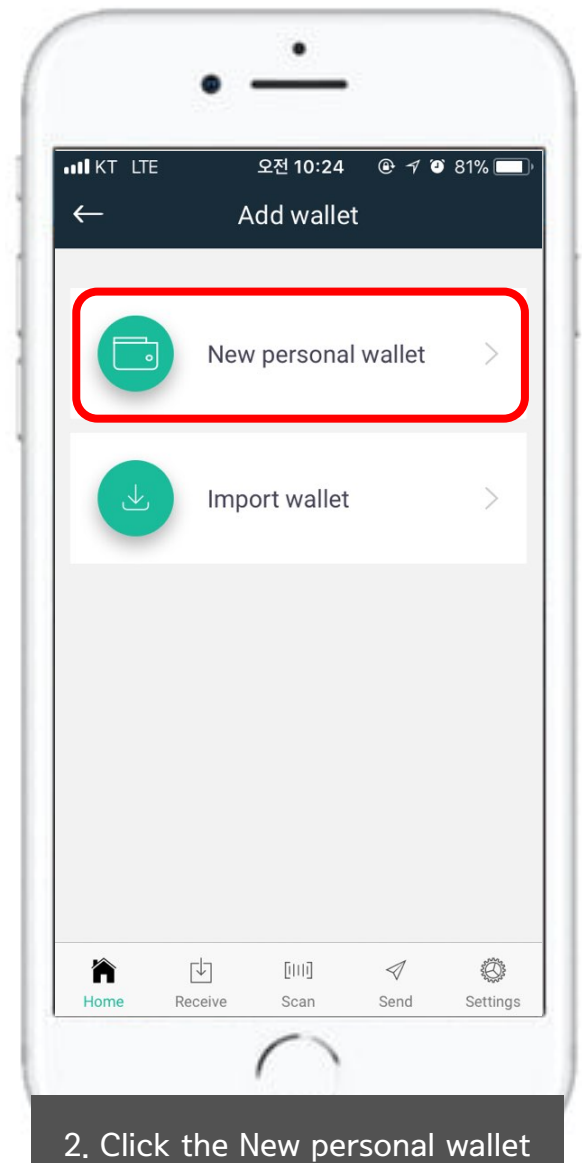 KT LTE 오전 10:24 81%
Add wallet
New personal wallet
Import wallet
Home Receive Scan Send Settings
2. Click the New personal wallet